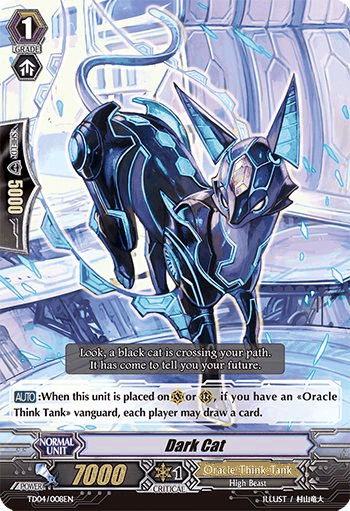 1
GRADE
SHIELD 5000
Look, a black cat is crossing your path.
It has come to tell you your future.
AUTO :When this unit is placed on or , if you have an «Oracle
Think Tank» vanguard, each player may draw a card.
NORMAL
UNIT
Dark Cat
POWER 7000
1
CRITICAL
Oracle Think Tank
High Beast
TD04/008EN
ILLUST / 村山竜大